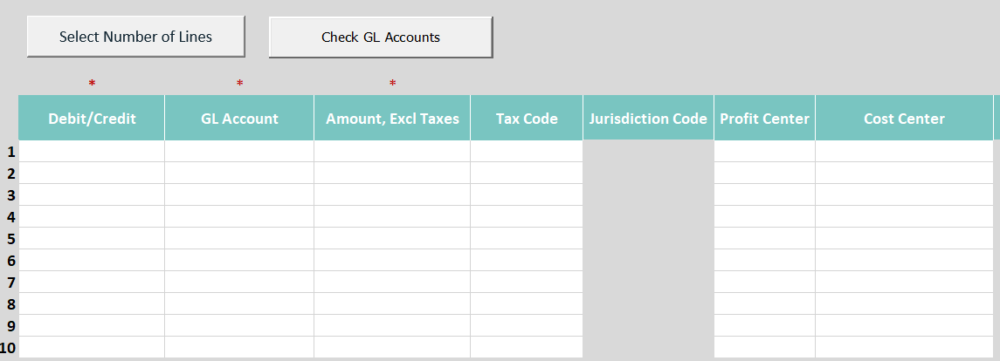 Select Number of Lines
Check GL Accounts
* * *
Debit/Credit GL Account Amount, Excl Taxes Tax Code Jurisdiction Code Profit Center Cost Center
1
2
3
4
5
6
7
8
9
10